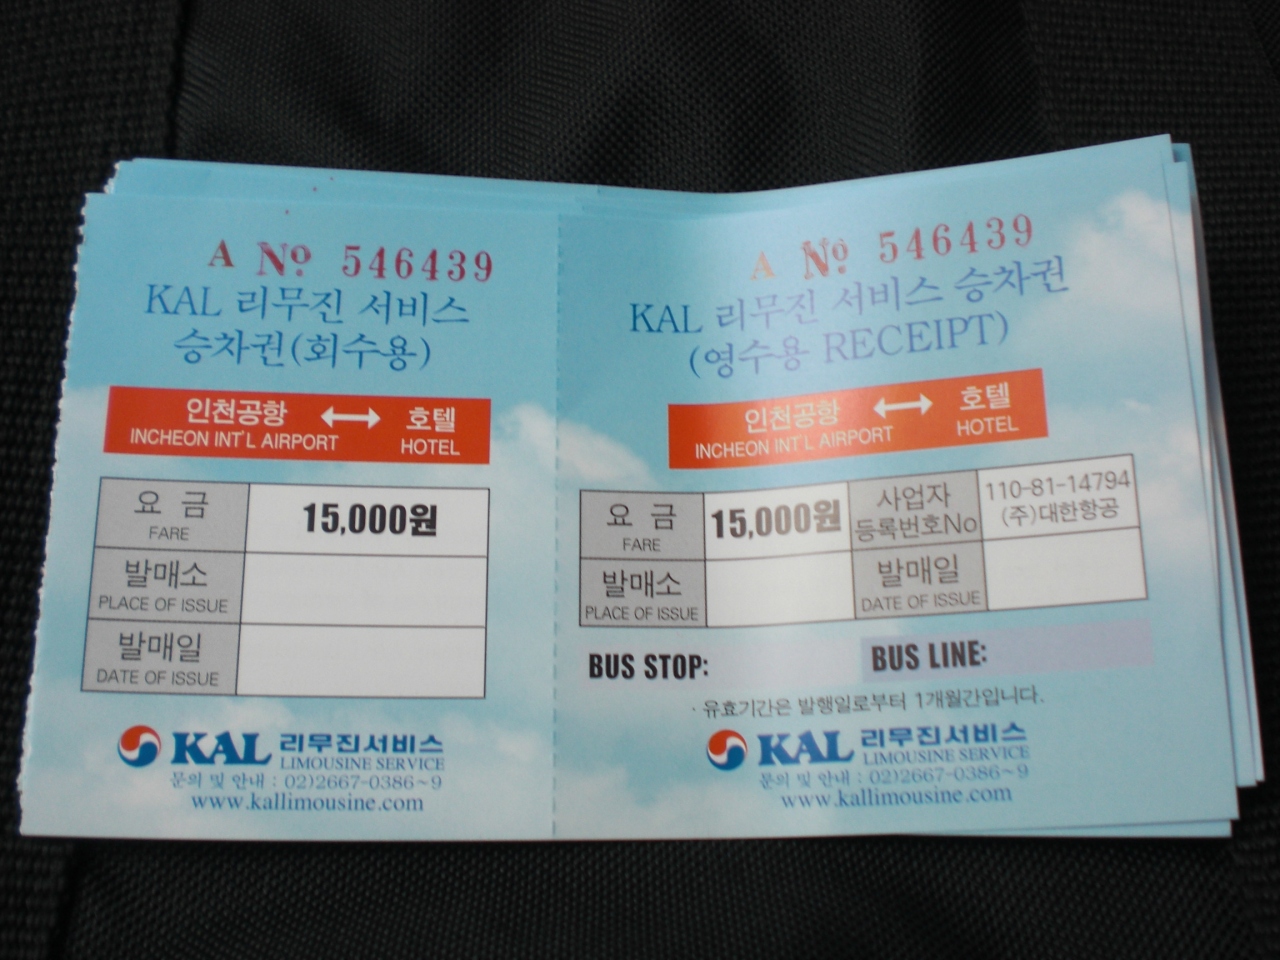 A No 546439
KAL 리무진 서비스
승차권(회수용)
인천공항 ↔ 호텔
INCHEON INT'L AIRPORT HOTEL
요 금 15,000원
FARE
발매소
PLACE OF ISSUE
발매일
DATE OF ISSUE
KAL 리무진서비스
LIMOUSINE SERVICE
문의 및 안내 : 02)2667-0386~9
www.kallimousine.com
A No 546439
KAL 리무진 서비스 승차권
(영수용 RECEIPT)
인천공항 ↔ 호텔
INCHEON INT'L AIRPORT HOTEL
요 금 15,000원 사업자 110-81-14794
FARE 등록번호No (주)대한항공
발매소 발매일
PLACE OF ISSUE DATE OF ISSUE
BUS STOP: BUS LINE:
· 유효기간은 발행일로부터 1개월간입니다.
KAL 리무진서비스
LIMOUSINE SERVICE
문의 및 안내 : 02)2667-0386~9
www.kallimousine.com